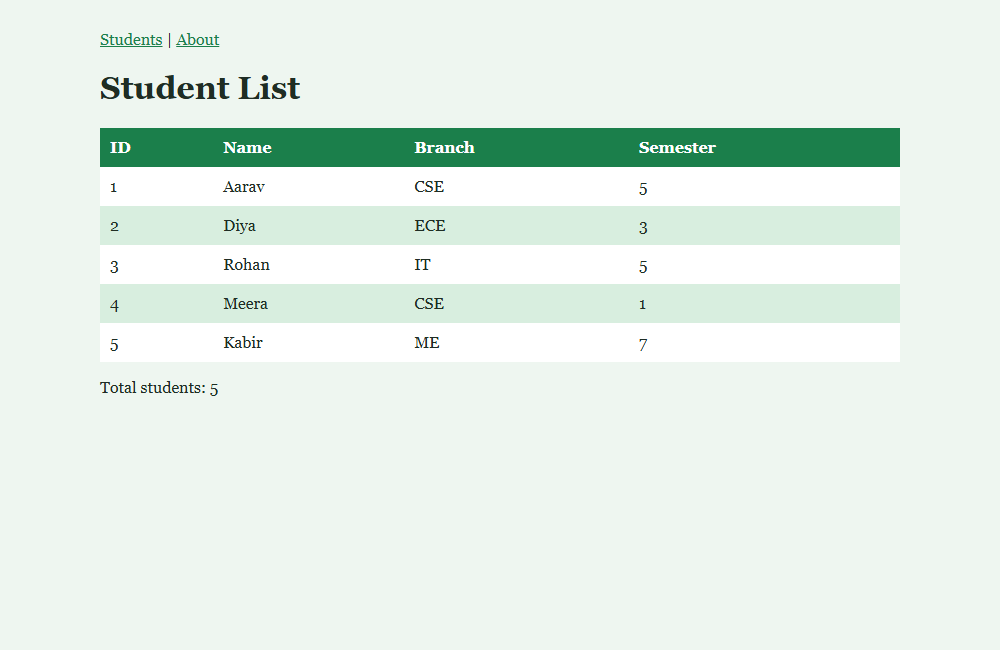 Students | About
Student List
ID Name Branch Semester
1 Aarav CSE 5
2 Diya ECE 3
3 Rohan IT 5
4 Meera CSE 1
5 Kabir ME 7
Total students: 5